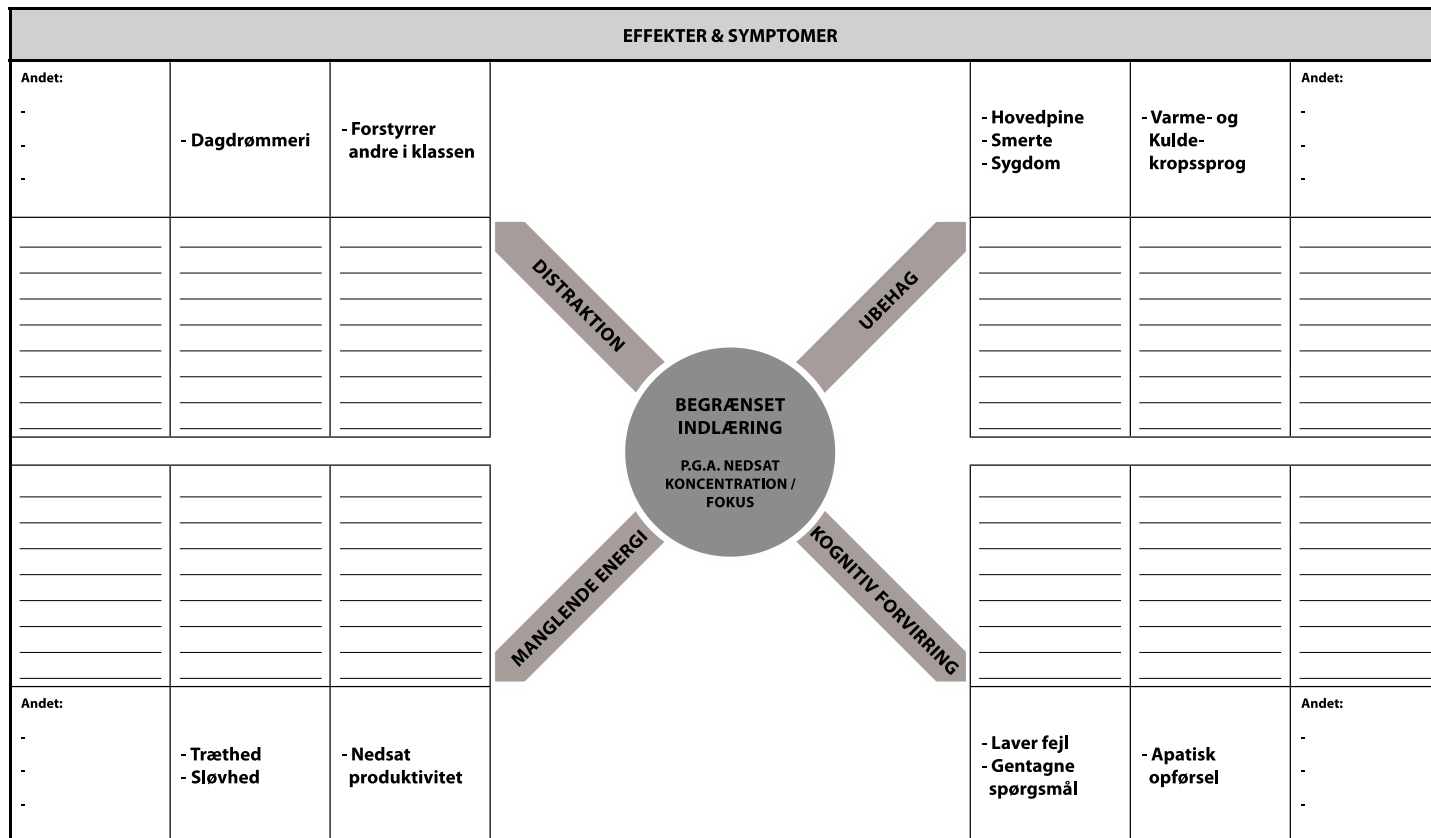 EFFEKTER & SYMPTOMER
Andet:
-
-
-
- Dagdrømmeri
- Forstyrrer
andre i klassen
- Hovedpine
- Smerte
- Sygdom
- Varme- og
Kulde-
kropssprog
Andet:
-
-
-
DISTRAKTION
UBEHAG
BEGRÆNSET
INDLÆRING
P.G.A. NEDSAT
KONCENTRATION /
FOKUS
MANGLENDE ENERGI
KOGNITIV FORVIRRING
Andet:
-
-
-
- Træthed
- Sløvhed
- Nedsat
produktivitet
- Laver fejl
- Gentagne
spørgsmål
- Apatisk
opførsel
Andet:
-
-
-